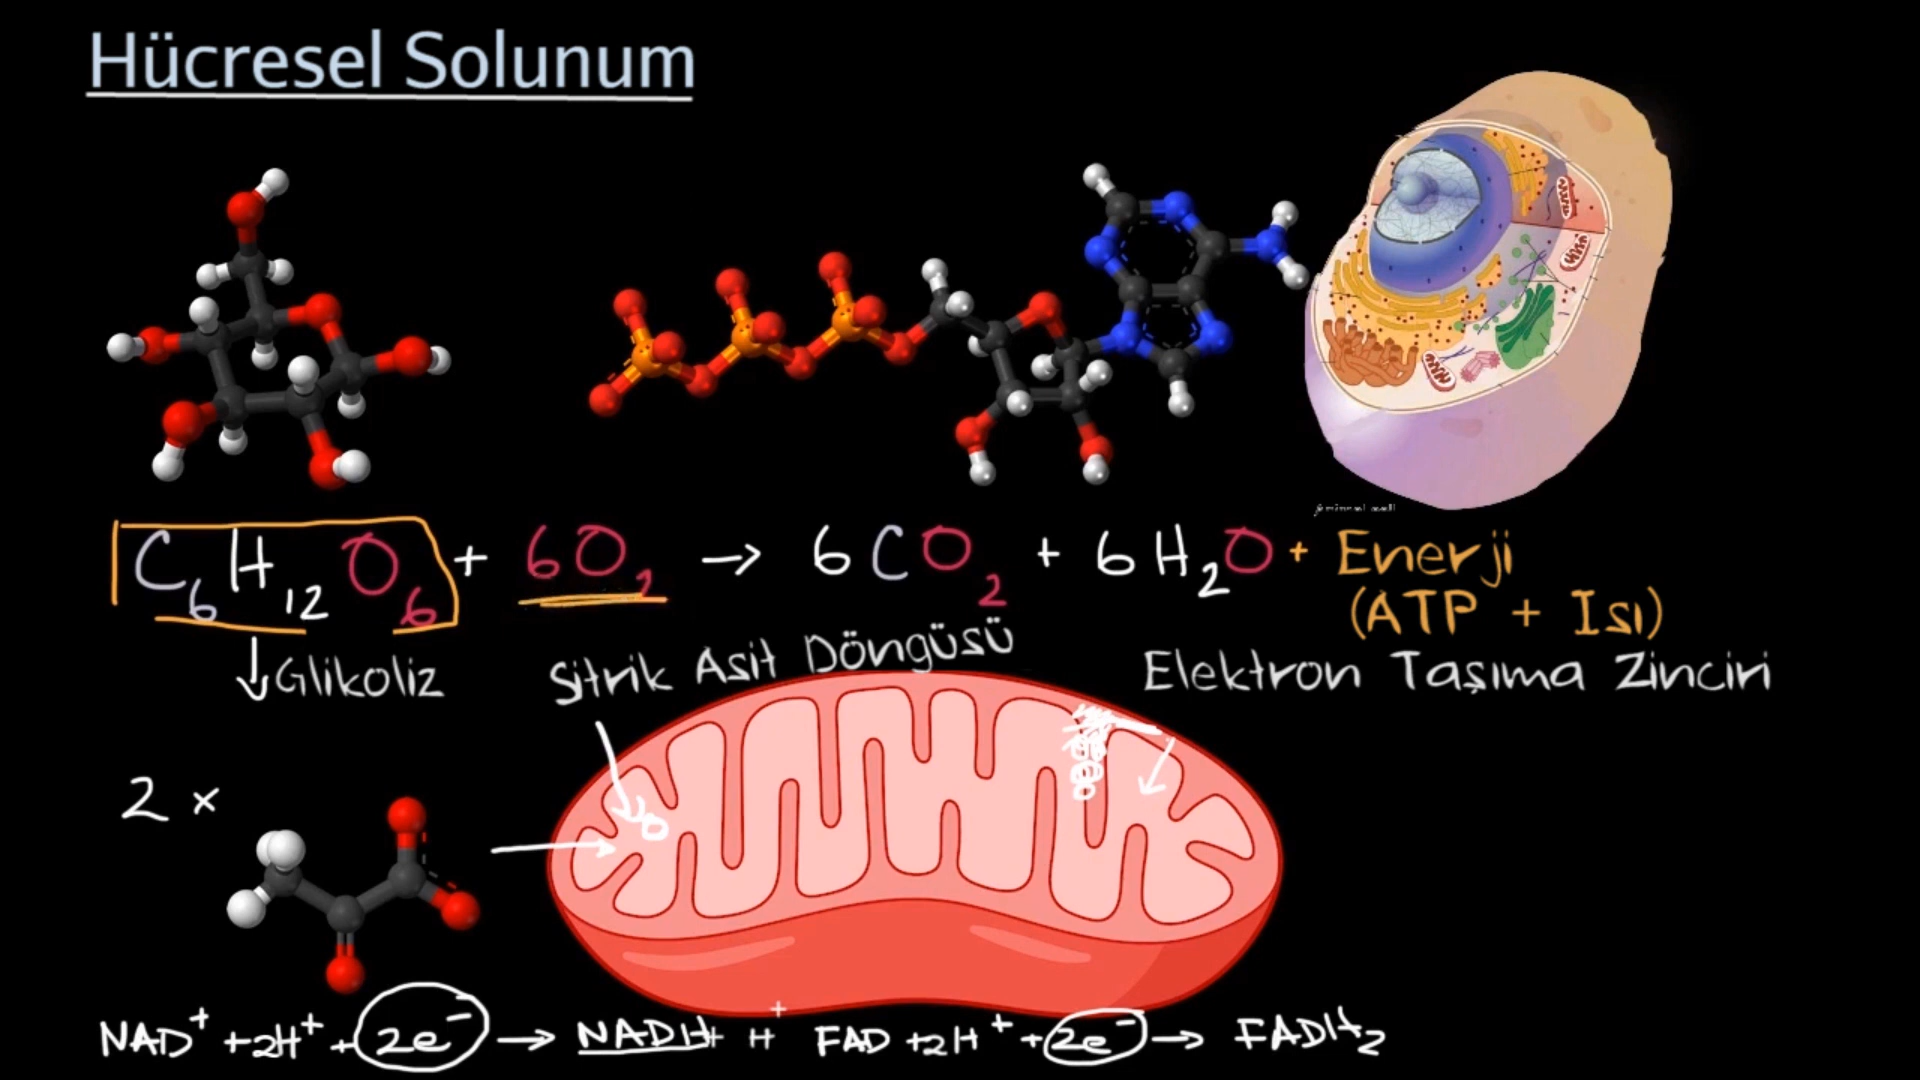 Hücresel Solunum
C6H12O6 + 6O2 → 6CO2 + 6H2O + Enerji
(ATP + Isı)
↓ Glikoliz
Sitrik Asit Döngüsü
Elektron Taşıma Zinciri
2 x
NAD+ + 2H+ + 2e- → NADH + H+
FAD + 2H+ + 2e- → FADH2